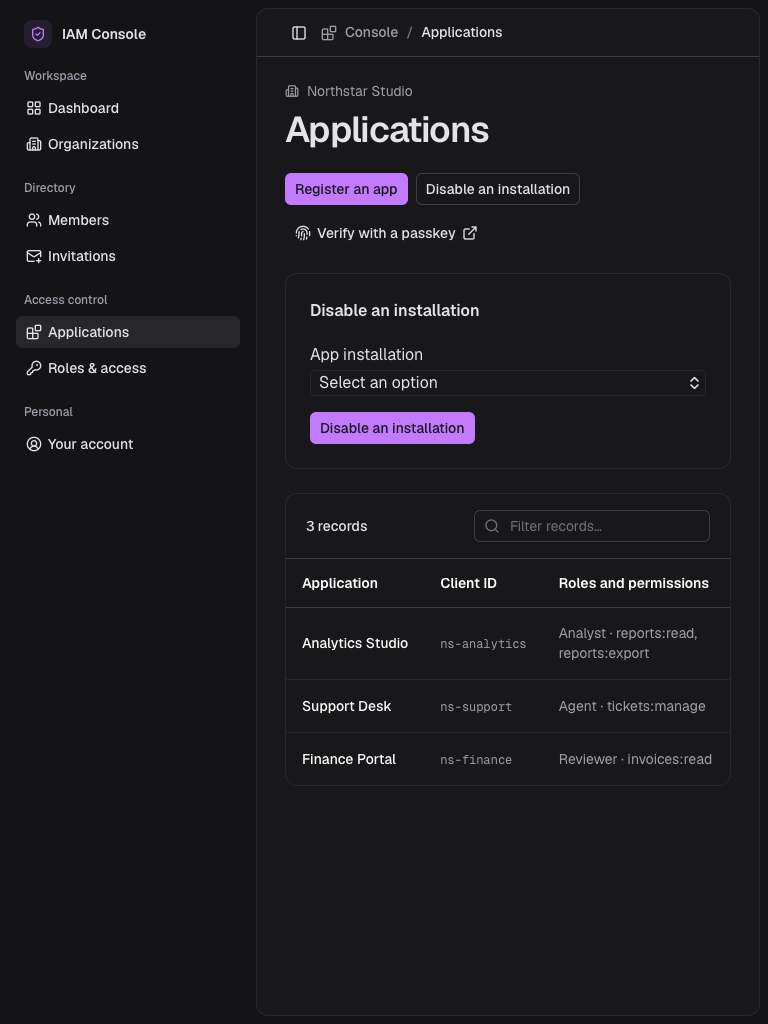 IAM Console
Workspace
Dashboard
Organizations
Directory
Members
Invitations
Access control
Applications
Roles & access
Personal
Your account
Console / Applications
Northstar Studio
Applications
Register an app
Disable an installation
Verify with a passkey
Disable an installation
App installation
Select an option
Disable an installation
3 records
Filter records...
Application Client ID Roles and permissions
Analytics Studio ns-analytics Analyst · reports:read,
reports:export
Support Desk ns-support Agent · tickets:manage
Finance Portal ns-finance Reviewer · invoices:read